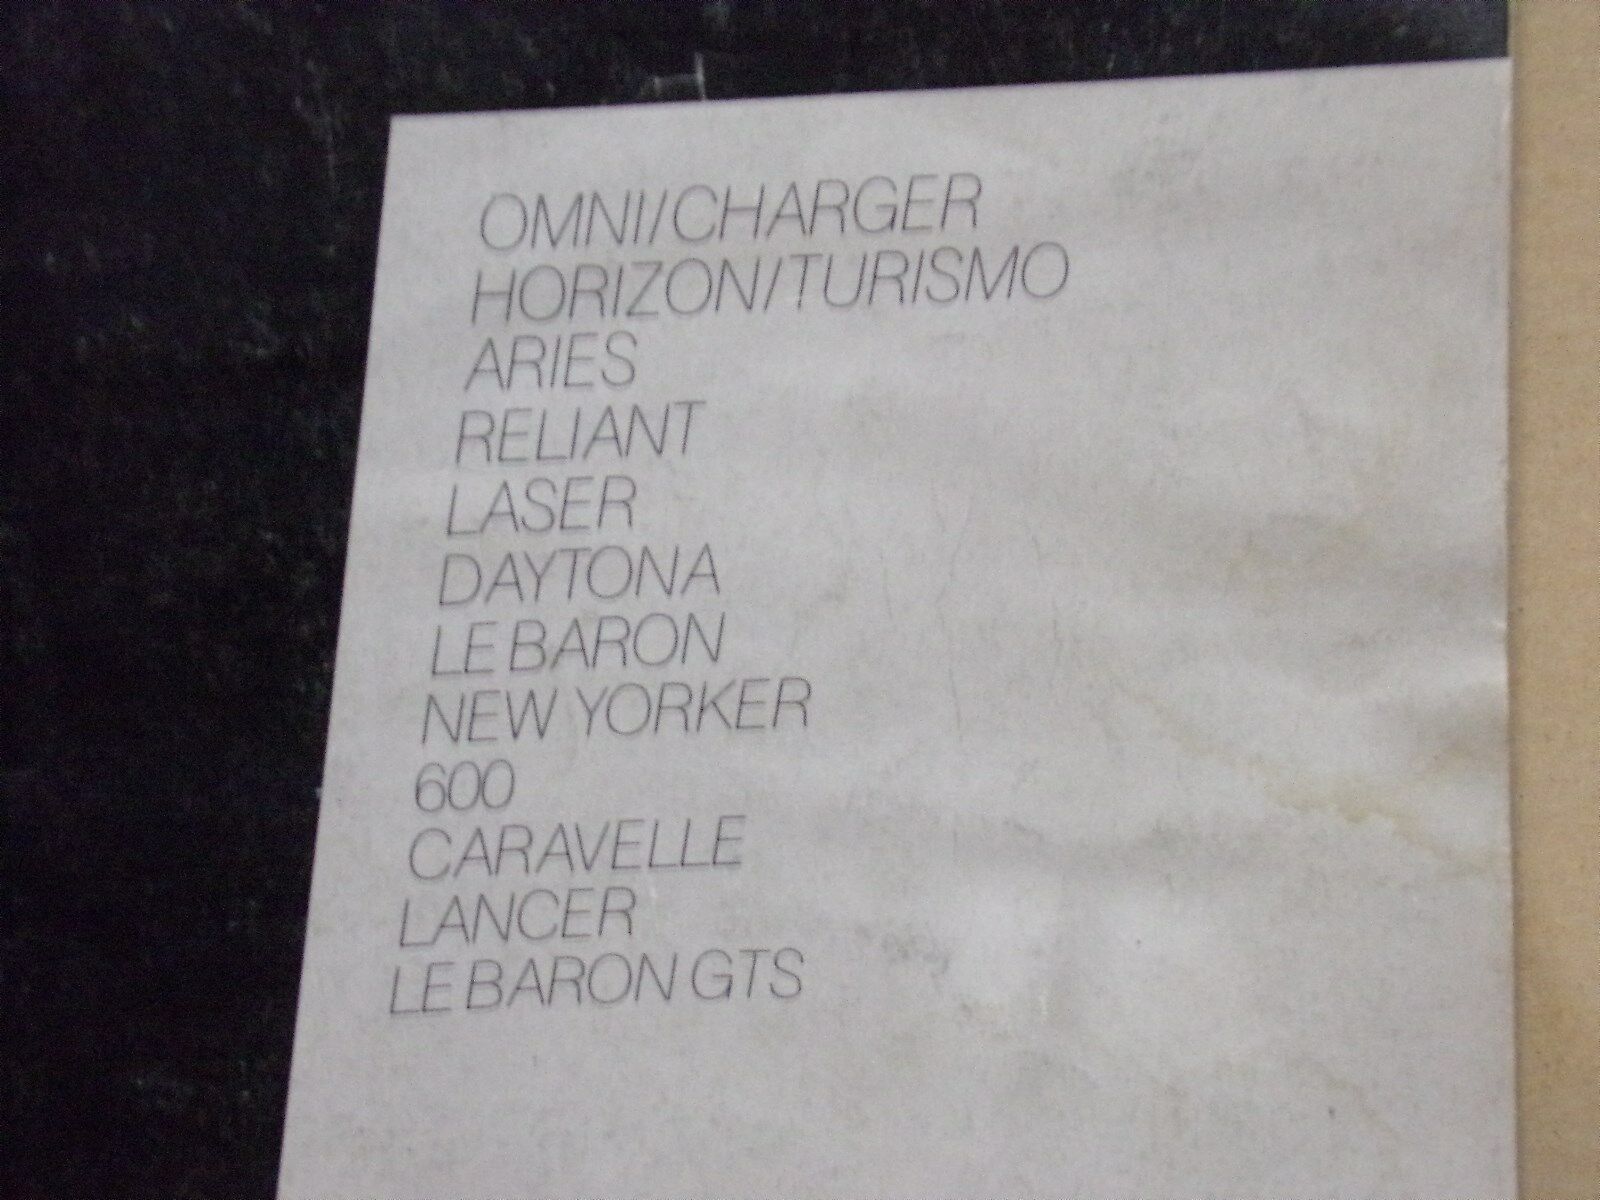 OMNI/CHARGER
HORIZON/TURISMO
ARIES
RELIANT
LASER
DAYTONA
LE BARON
NEW YORKER
600
CARAVELLE
LANCER
LE BARON GTS